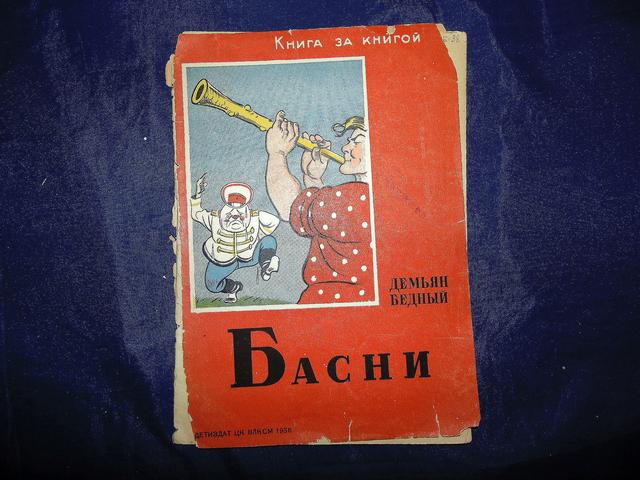 Книга за книгой
ДЕМЬЯН
БЕДНЫЙ
Басни
ДЕТИЗДАТ ЦК ВЛКСМ 1938